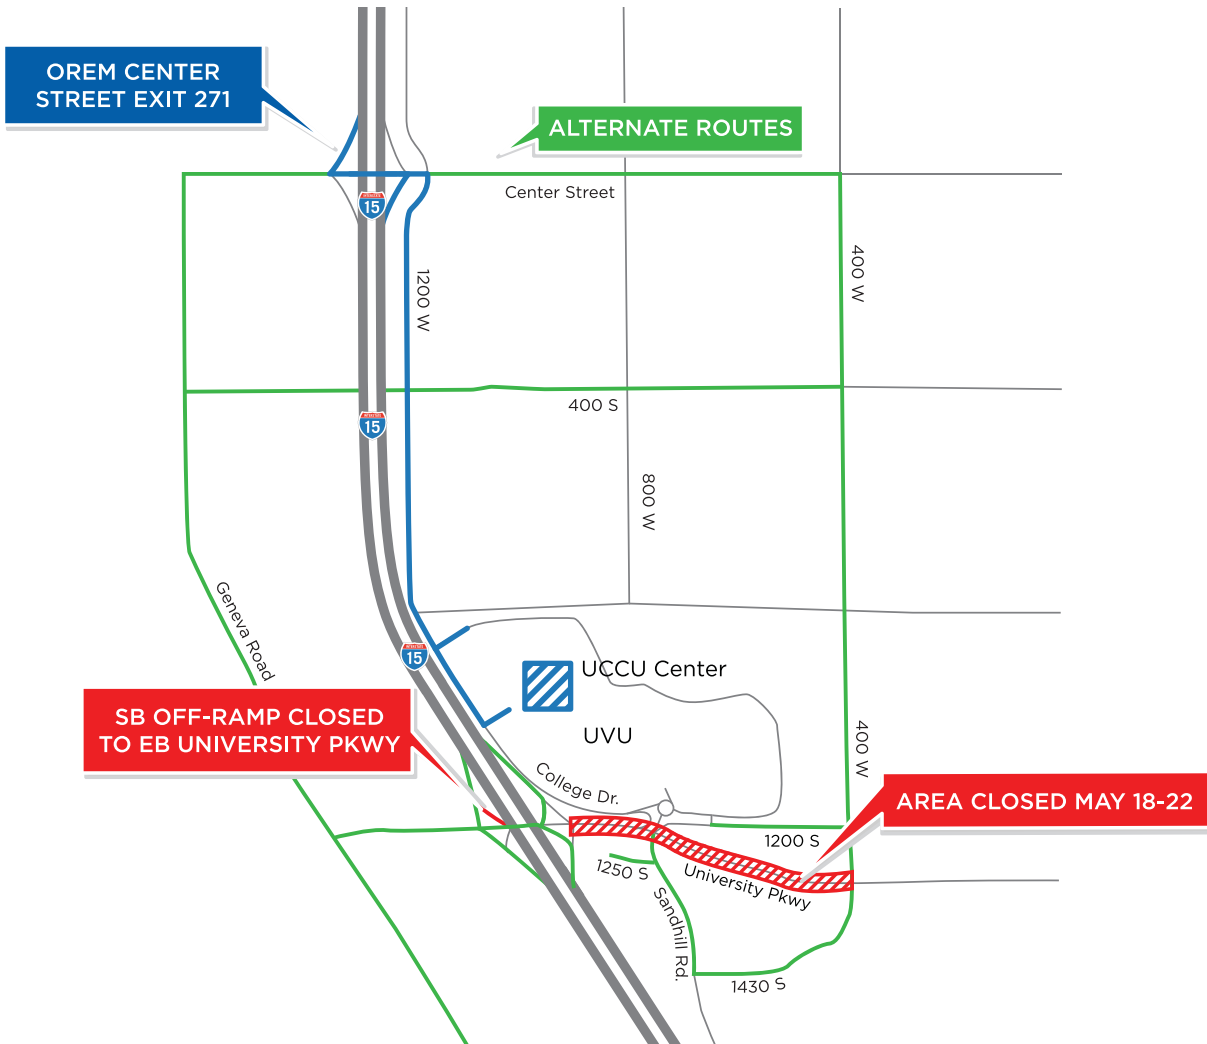 OREM CENTER
STREET EXIT 271
ALTERNATE ROUTES
Center Street
15
1200 W
400 W
400 S
15
800 W
Geneva Road
15
UCCU Center
UVU
SB OFF-RAMP CLOSED
TO EB UNIVERSITY PKWY
College Dr.
400 W
AREA CLOSED MAY 18-22
1200 S
1250 S
University Pkwy
Sandhill Rd.
1430 S